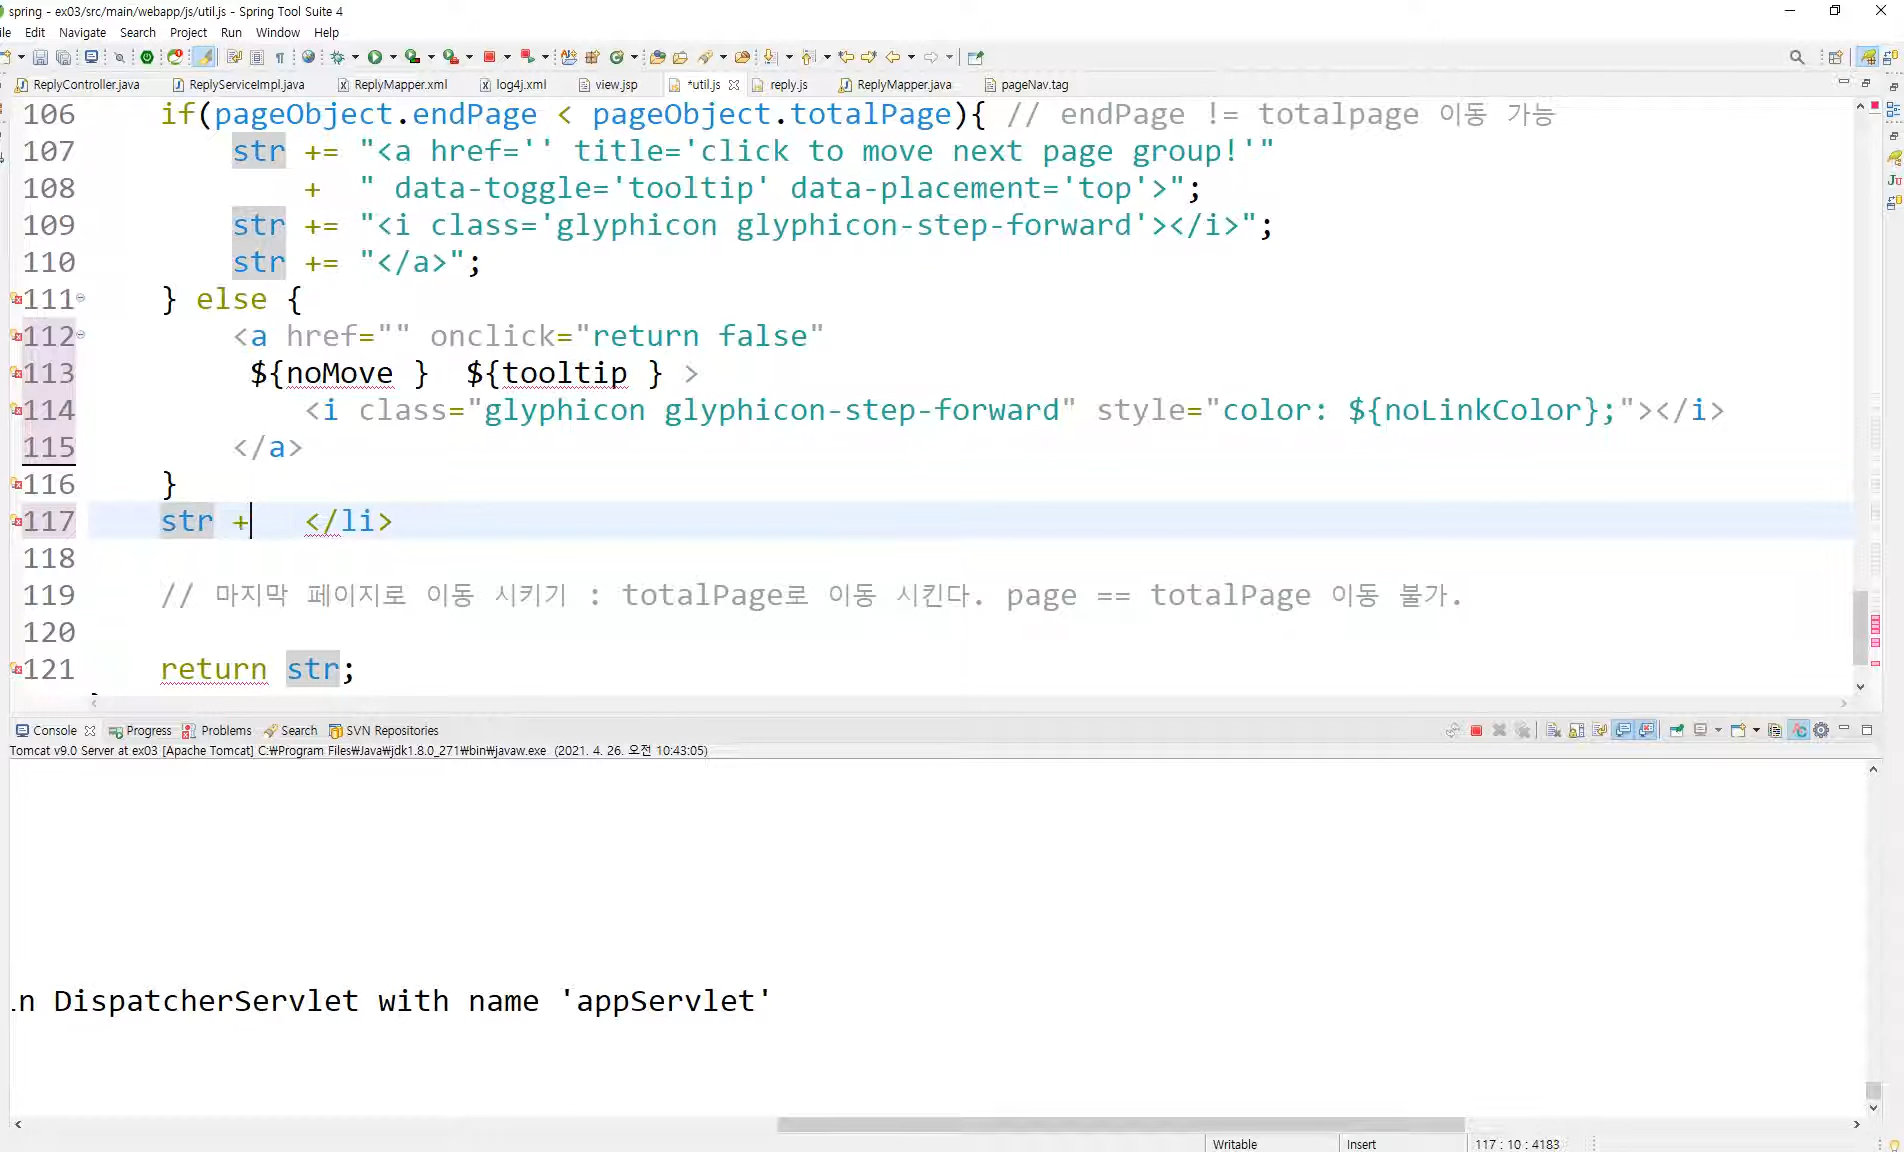 spring - ex03/src/main/webapp/js/util.js - Spring Tool Suite 4
ile Edit Navigate Search Project Run Window Help
ReplyController.java ReplyServiceImpl.java ReplyMapper.xml log4j.xml view.jsp *util.js reply.js ReplyMapper.java pageNav.tag
106 if(pageObject.endPage < pageObject.totalPage){ // endPage != totalpage 이동 가능
107 str += "<a href='' title='click to move next page group!'"
108 + " data-toggle='tooltip' data-placement='top'>";
109 str += "<i class='glyphicon glyphicon-step-forward'></i>";
110 str += "</a>";
111 } else {
112 <a href="" onclick="return false"
113 ${noMove } ${tooltip } >
114 <i class="glyphicon glyphicon-step-forward" style="color: ${noLinkColor};"></i>
115 </a>
116 }
117 str + </li>
118
119 // 마지막 페이지로 이동 시키기 : totalPage로 이동 시킨다. page == totalPage 이동 불가.
120
121 return str;
Console Progress Problems Search SVN Repositories
Tomcat v9.0 Server at ex03 [Apache Tomcat] C:₩Program Files₩Java₩jdk1.8.0_271₩bin₩javaw.exe (2021. 4. 26. 오전 10:43:05)
in DispatcherServlet with name 'appServlet'
Writable Insert 117 : 10 : 4183